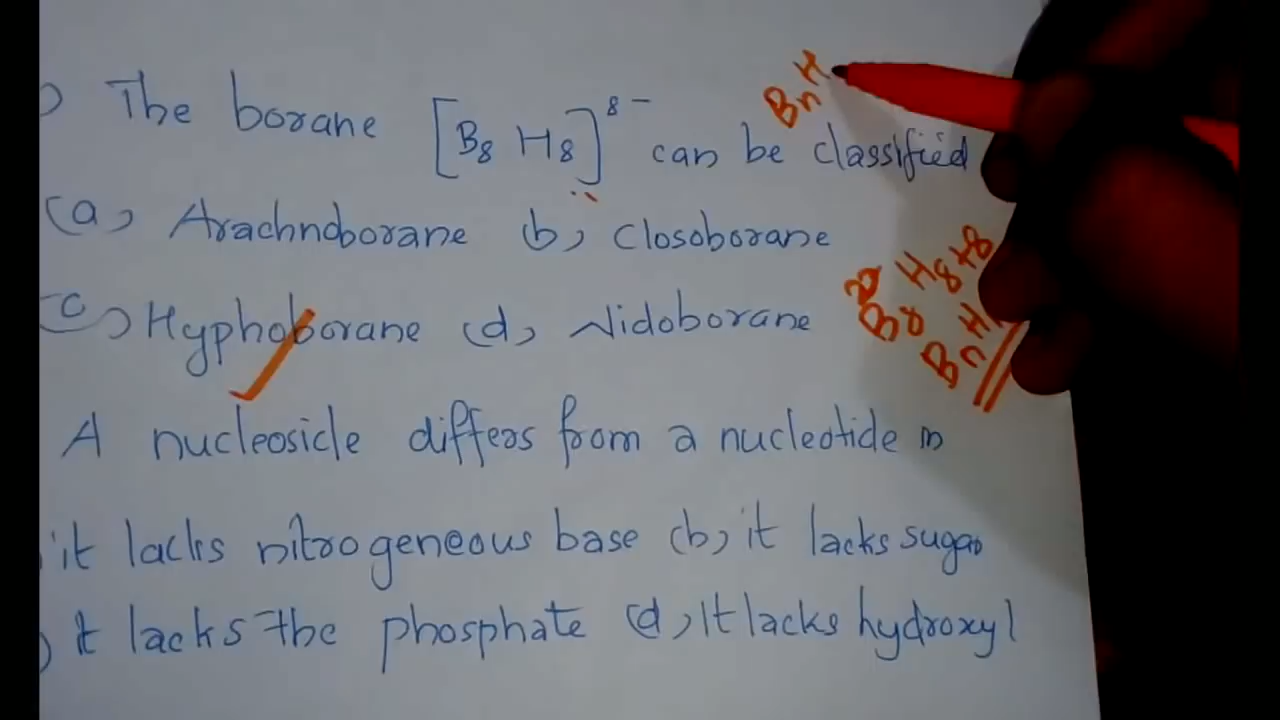 BnH
) The borane [B8 H8]8- can be classified
(a) Arachnoborane (b) Closoborane
B8 H8+8
(c) Hyphoborane (d) Nidoborane
BnH
A nucleoside differs from a nucleotide in
it lacks nitrogeneous base (b) it lacks sugar
) it lacks the phosphate (d) It lacks hydroxyl